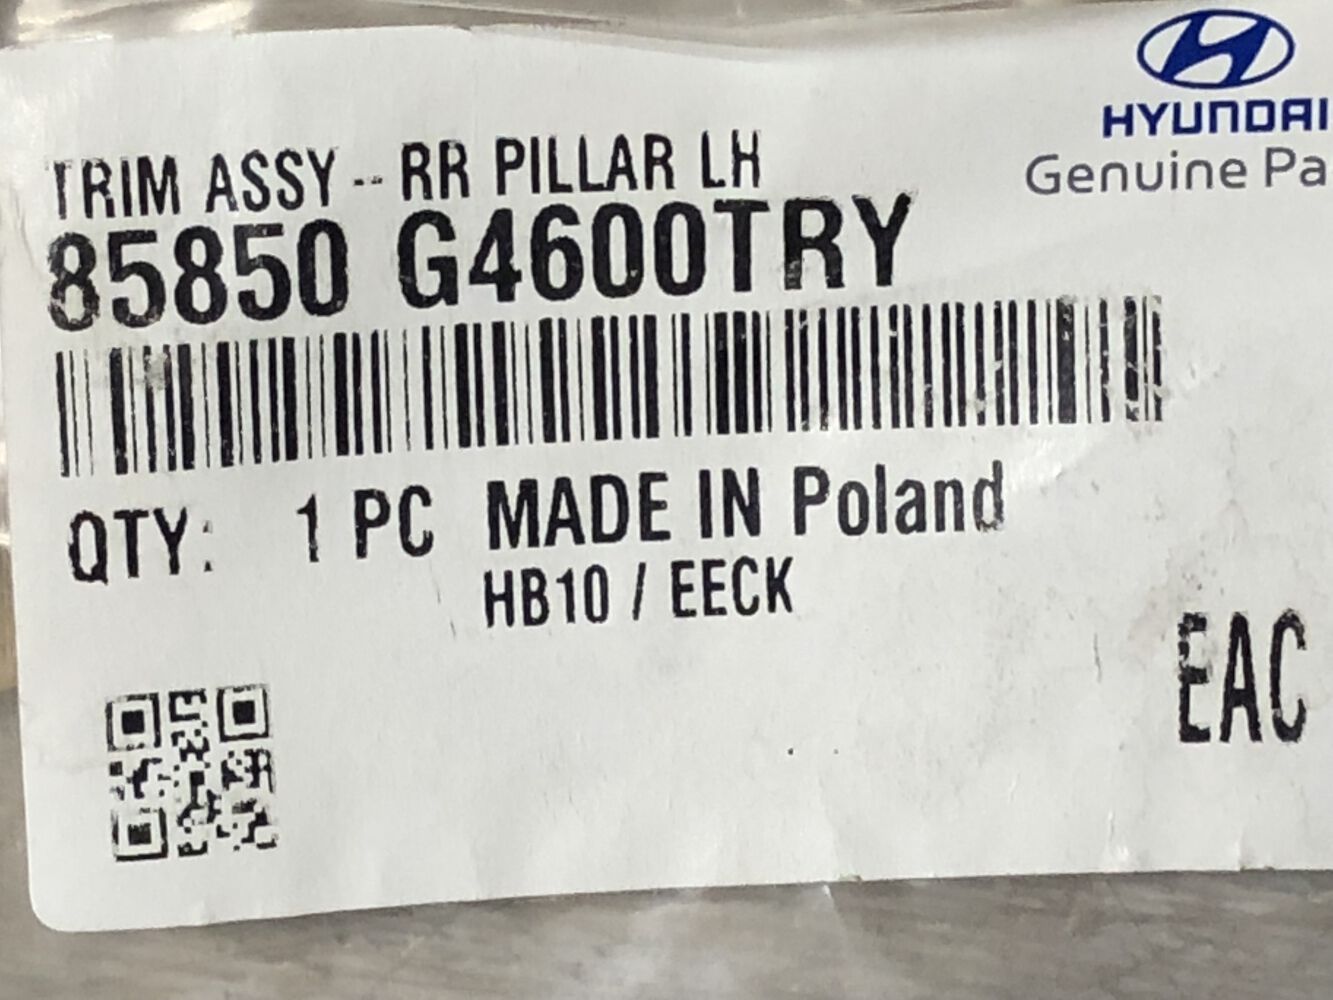 HYUNDAI
Genuine Pa
TRIM ASSY -- RR PILLAR LH
85850 G4600TRY
QTY: 1 PC MADE IN Poland
HB10 / EECK
EAC